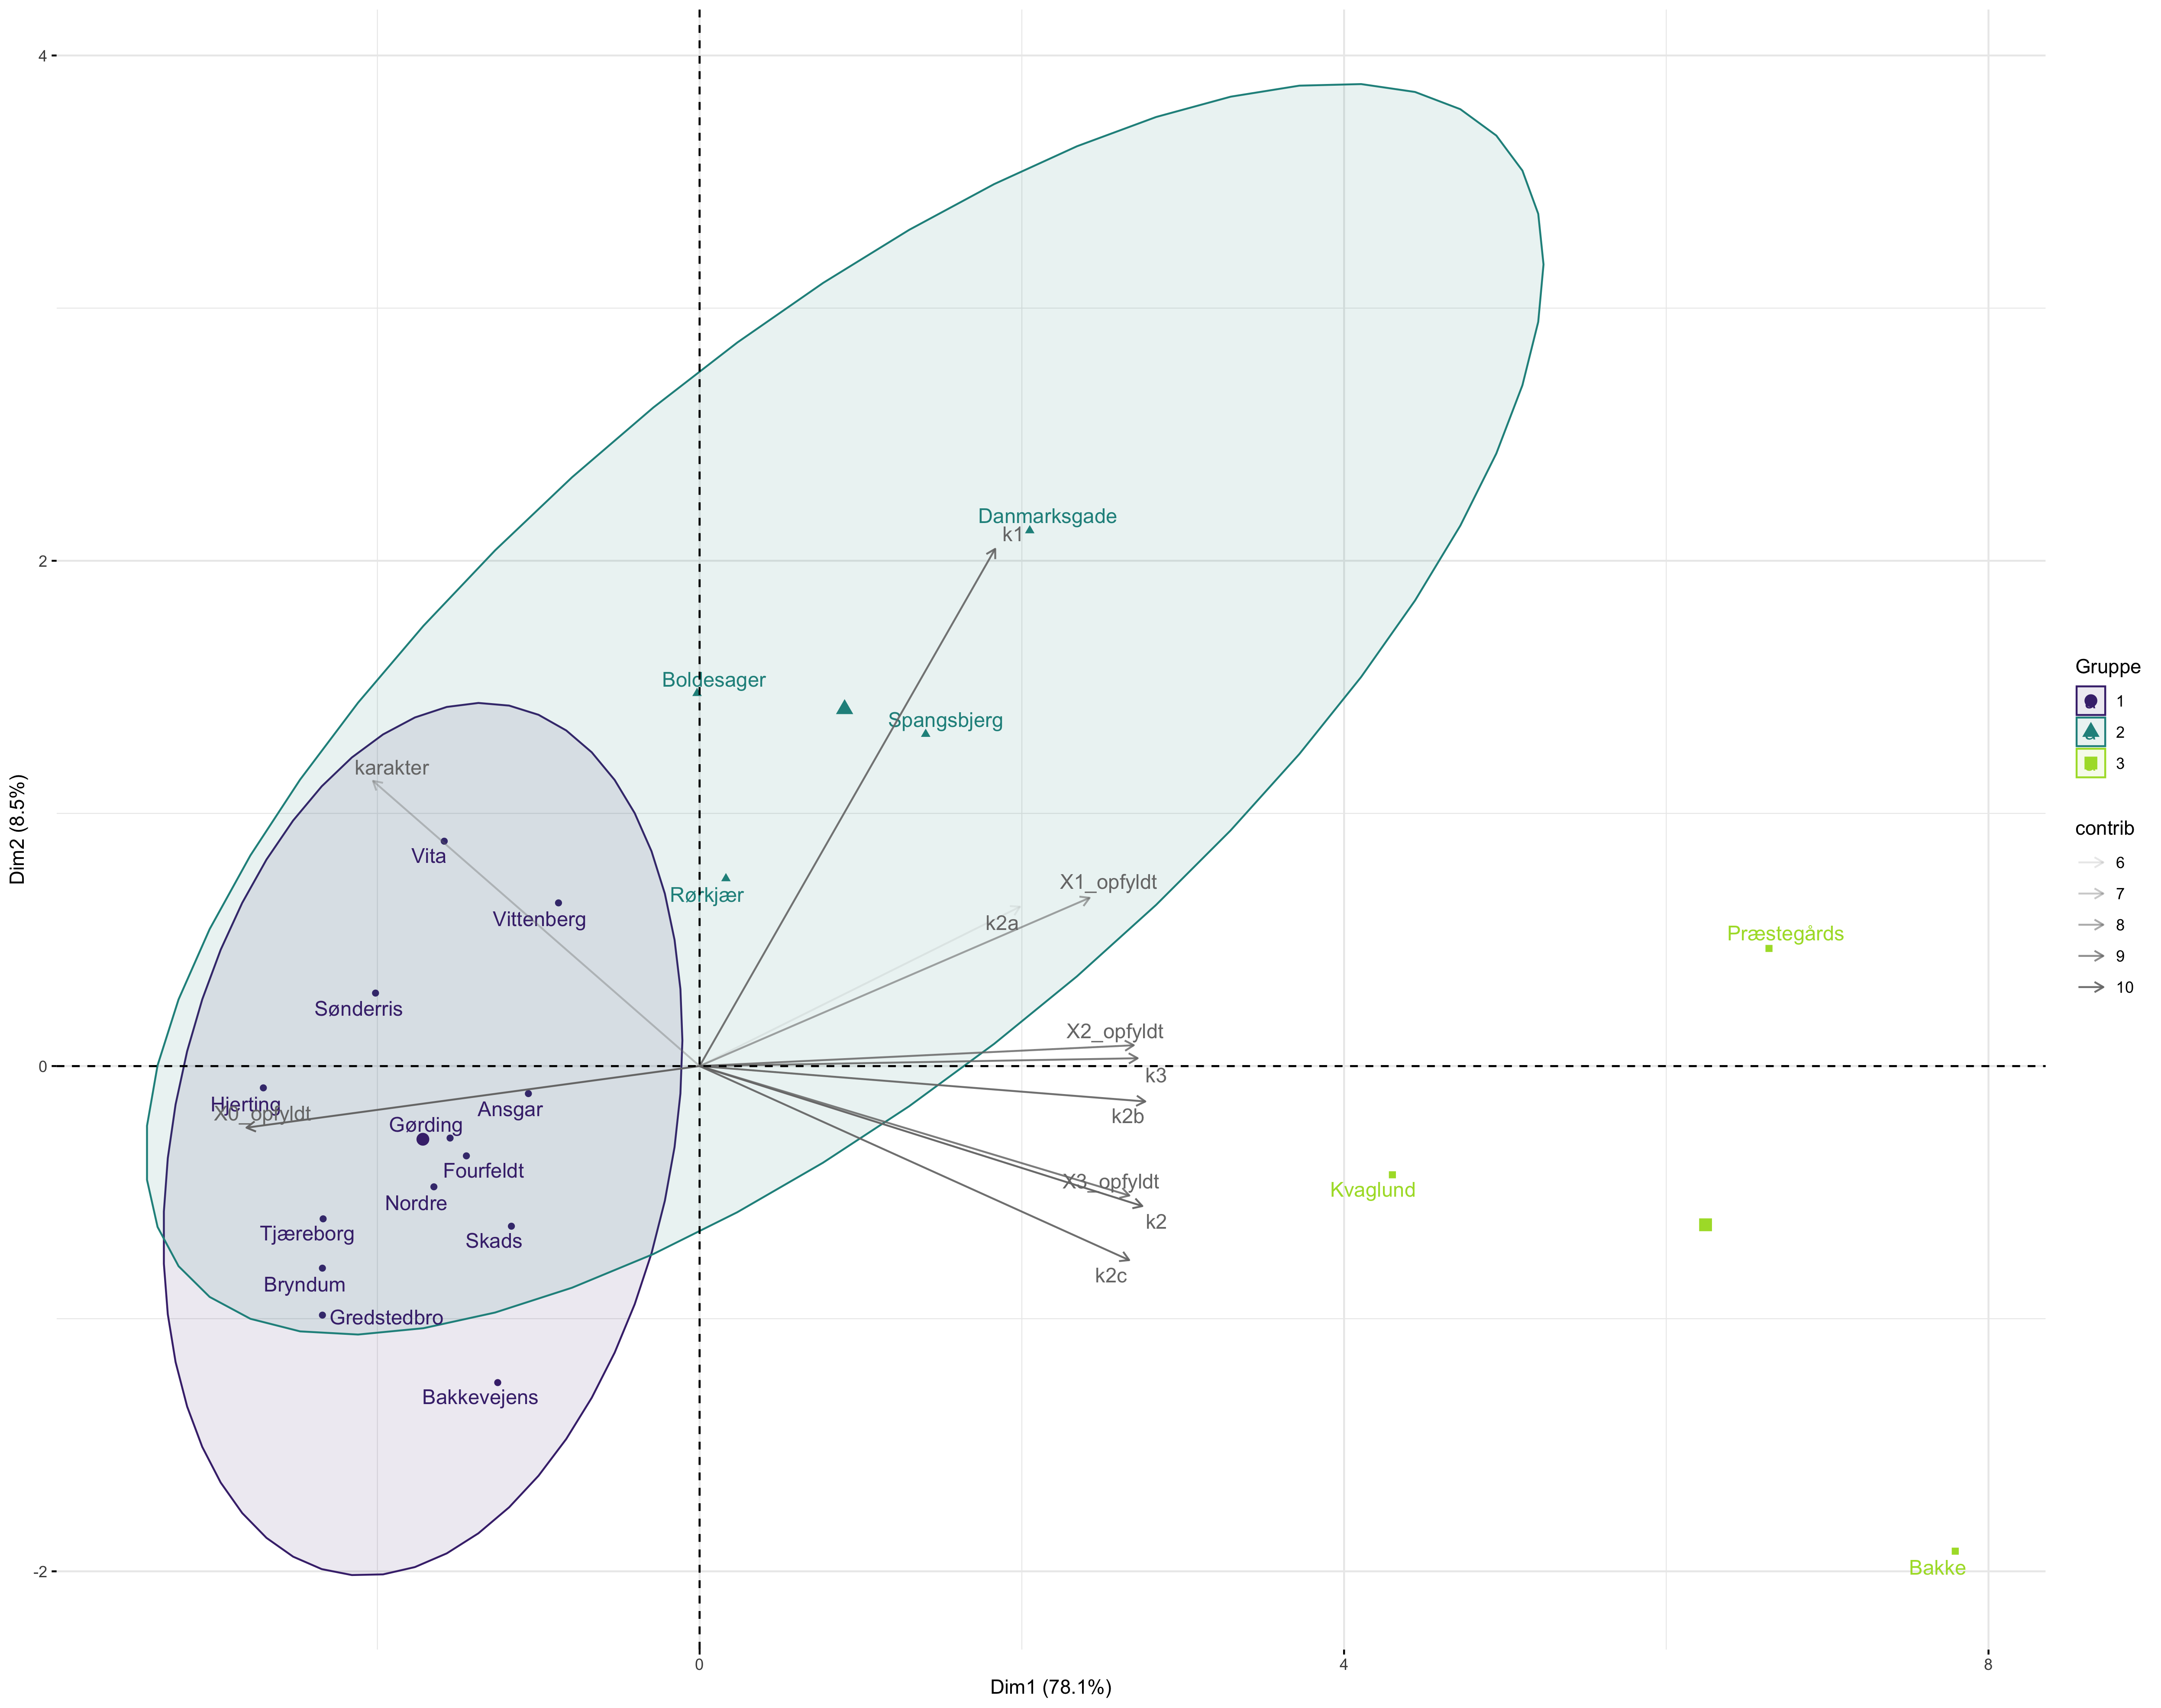 4
2
0
-2
0
4
8
Dim2 (8.5%)
Dim1 (78.1%)
Danmarksgade
k1
Boldesager
Spangsbjerg
karakter
Vita
Rørkjær
X1_opfyldt
k2a
Vittenberg
Præstegårds
Sønderris
X2_opfyldt
k3
Hjerting
X0_opfyldt
Ansgar
k2b
Gørding
Fourfeldt
X3_opfyldt
Kvaglund
Nordre
k2
Tjæreborg
Skads
k2c
Bryndum
Gredstedbro
Bakkevejens
Bakke
Gruppe
1
2
3
contrib
6
7
8
9
10